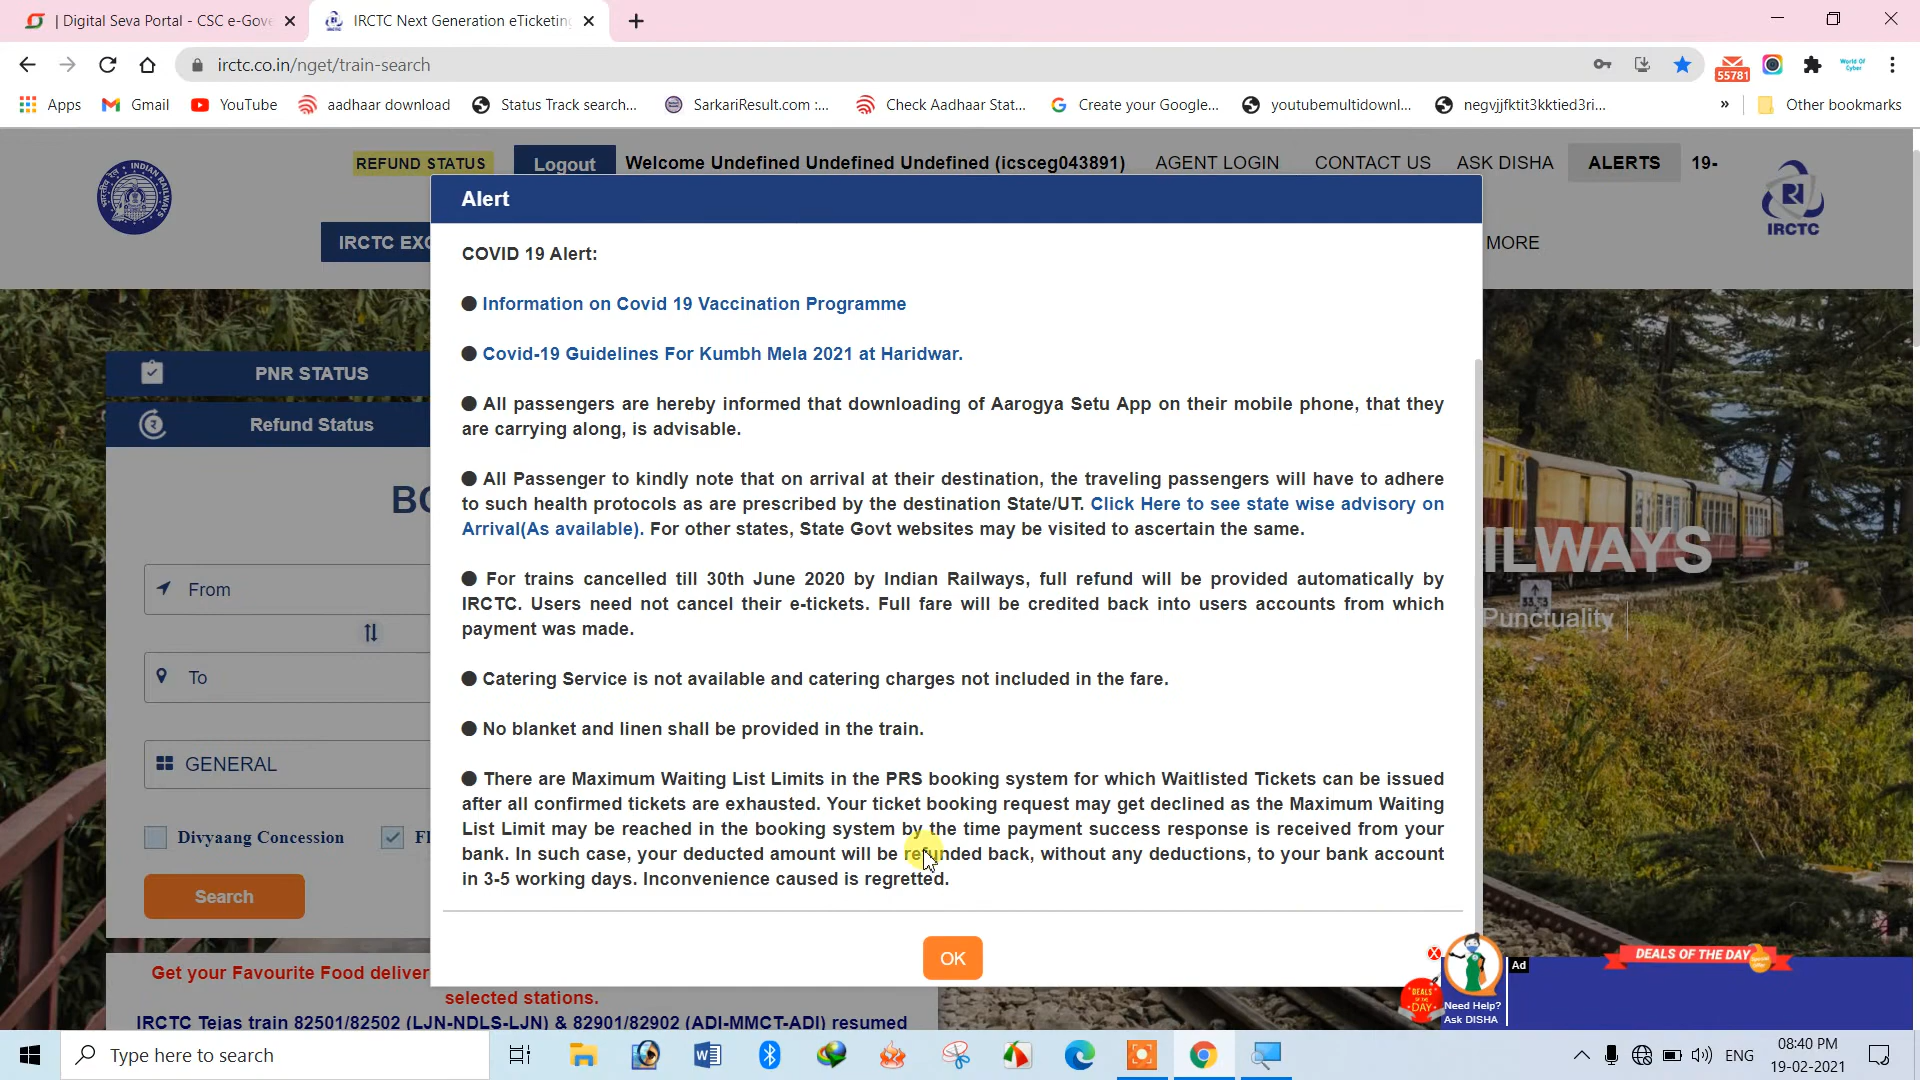 | Digital Seva Portal - CSC e-Gove
IRCTC Next Generation eTicketing
irctc.co.in/nget/train-search
55781
World Of Cyber
Apps
Gmail
YouTube
aadhaar download
Status Track search...
SarkariResult.com :...
Check Aadhaar Stat...
Create your Google...
youtubemultidownl...
negvjjfktit3kktied3ri...
»
Other bookmarks
INDIAN RAILWAYS
REFUND STATUS
Logout
Welcome Undefined Undefined Undefined (icsceg043891)
AGENT LOGIN
CONTACT US
ASK DISHA
ALERTS
19-
IRCTC
IRCTC EXC
MORE
Alert
COVID 19 Alert:
● Information on Covid 19 Vaccination Programme
● Covid-19 Guidelines For Kumbh Mela 2021 at Haridwar.
● All passengers are hereby informed that downloading of Aarogya Setu App on their mobile phone, that they
are carrying along, is advisable.
● All Passenger to kindly note that on arrival at their destination, the traveling passengers will have to adhere
to such health protocols as are prescribed by the destination State/UT. Click Here to see state wise advisory on
Arrival(As available). For other states, State Govt websites may be visited to ascertain the same.
● For trains cancelled till 30th June 2020 by Indian Railways, full refund will be provided automatically by
IRCTC. Users need not cancel their e-tickets. Full fare will be credited back into users accounts from which
payment was made.
● Catering Service is not available and catering charges not included in the fare.
● No blanket and linen shall be provided in the train.
● There are Maximum Waiting List Limits in the PRS booking system for which Waitlisted Tickets can be issued
after all confirmed tickets are exhausted. Your ticket booking request may get declined as the Maximum Waiting
List Limit may be reached in the booking system by the time payment success response is received from your
bank. In such case, your deducted amount will be refunded back, without any deductions, to your bank account
in 3-5 working days. Inconvenience caused is regretted.
OK
PNR STATUS
Refund Status
BO
From
To
GENERAL
Divyaang Concession
Fl
Search
ILWAYS
Punctuality
Get your Favourite Food deliver
selected stations.
IRCTC Tejas train 82501/82502 (LJN-NDLS-LJN) & 82901/82902 (ADI-MMCT-ADI) resumed
X
DEALS OF THE DAY
Need Help?
Ask DISHA
Ad
DEALS OF THE DAY
Special offer
Type here to search
ENG
08:40 PM
19-02-2021